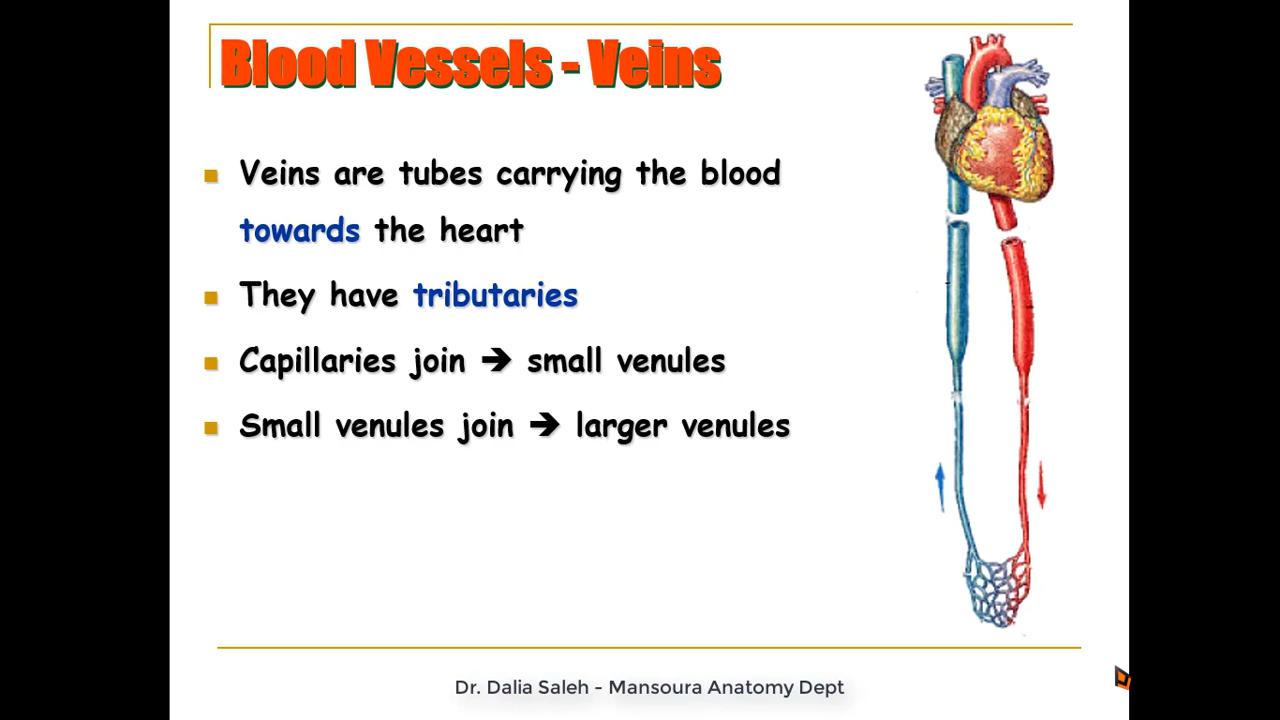 Blood Vessels - Veins
■ Veins are tubes carrying the blood
towards the heart
■ They have tributaries
■ Capillaries join ➔ small venules
■ Small venules join ➔ larger venules
Dr. Dalia Saleh - Mansoura Anatomy Dept